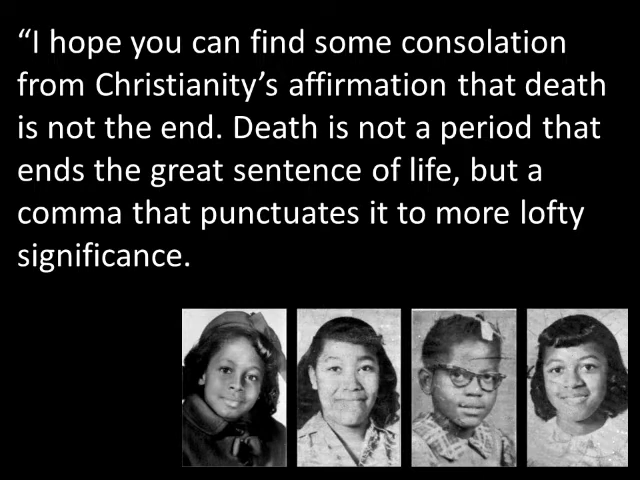 “I hope you can find some consolation
from Christianity’s affirmation that death
is not the end. Death is not a period that
ends the great sentence of life, but a
comma that punctuates it to more lofty
significance.